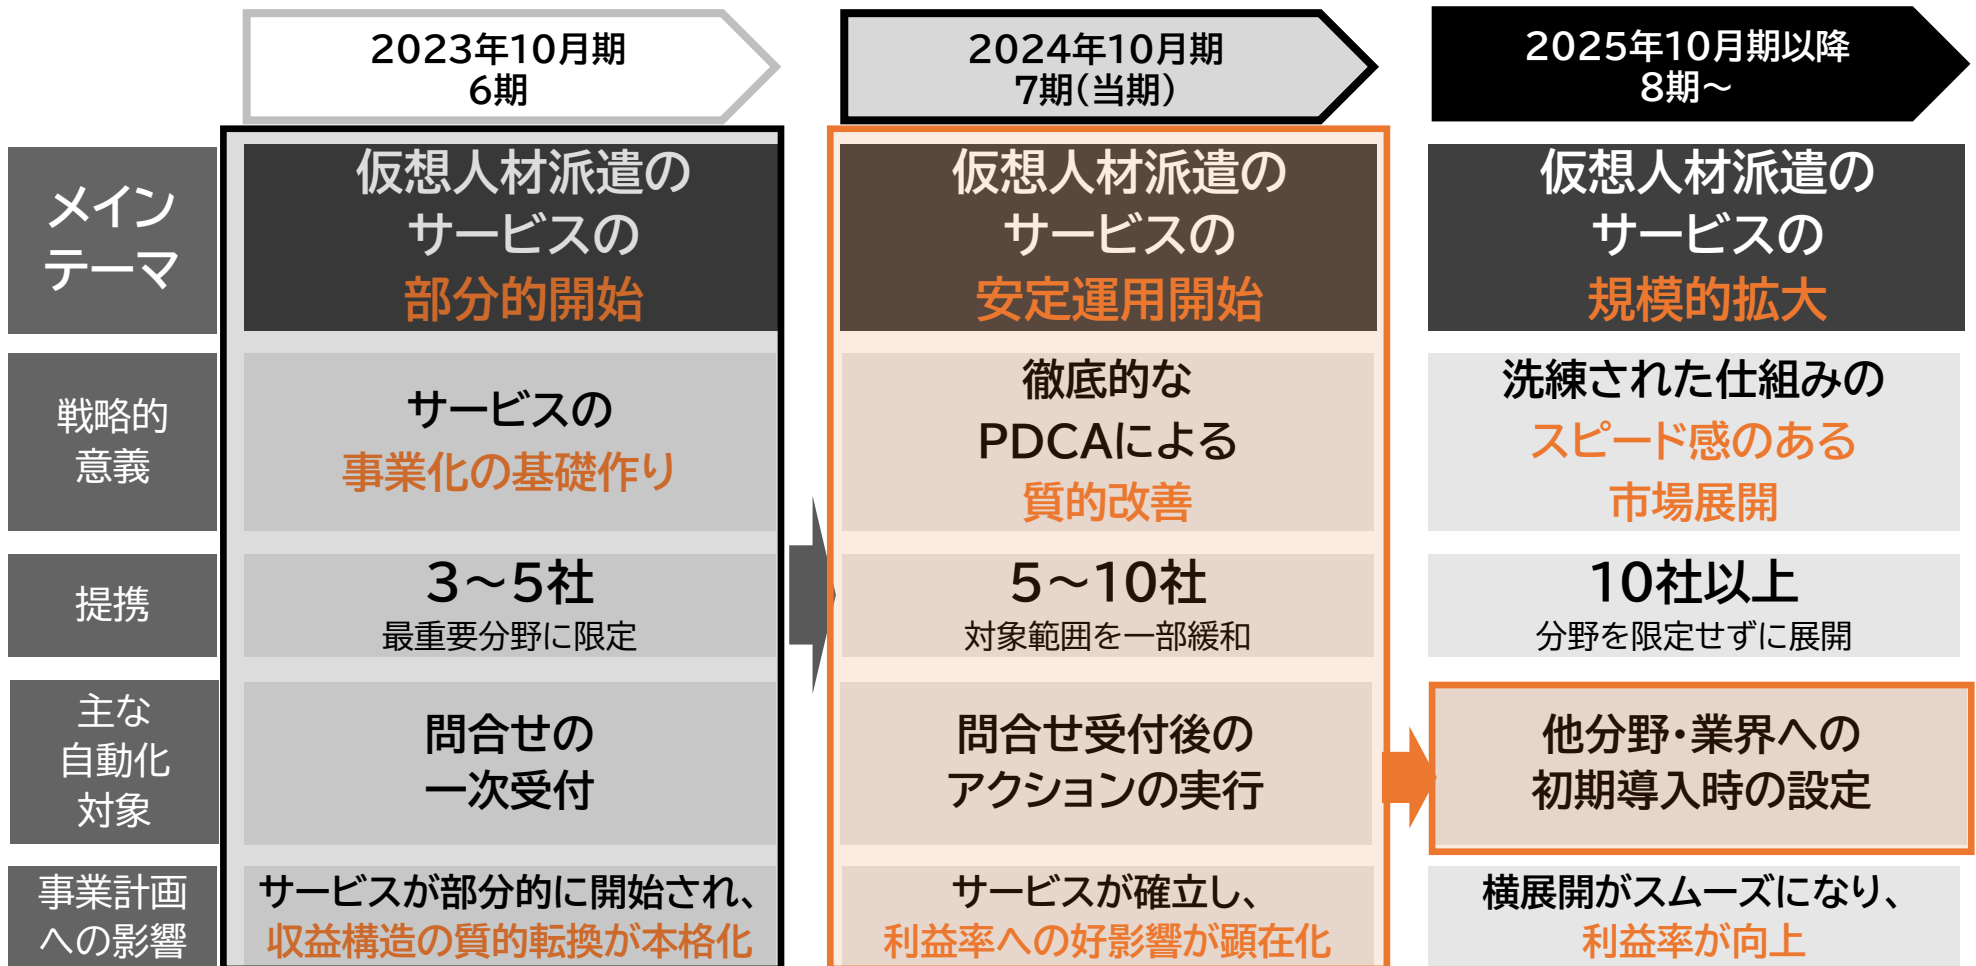 2023年10月期
6期
2024年10月期
7期(当期)
2025年10月期以降
8期～
メイン
テーマ
仮想人材派遣の
サービスの
部分的開始
仮想人材派遣の
サービスの
安定運用開始
仮想人材派遣の
サービスの
規模的拡大
戦略的
意義
サービスの
事業化の基礎作り
徹底的な
PDCAによる
質的改善
洗練された仕組みの
スピード感のある
市場展開
提携
3～5社
最重要分野に限定
5～10社
対象範囲を一部緩和
10社以上
分野を限定せずに展開
主な
自動化
対象
問合せの
一次受付
問合せ受付後の
アクションの実行
他分野・業界への
初期導入時の設定
事業計画
への影響
サービスが部分的に開始され、
収益構造の質的転換が本格化
サービスが確立し、
利益率への好影響が顕在化
横展開がスムーズになり、
利益率が向上